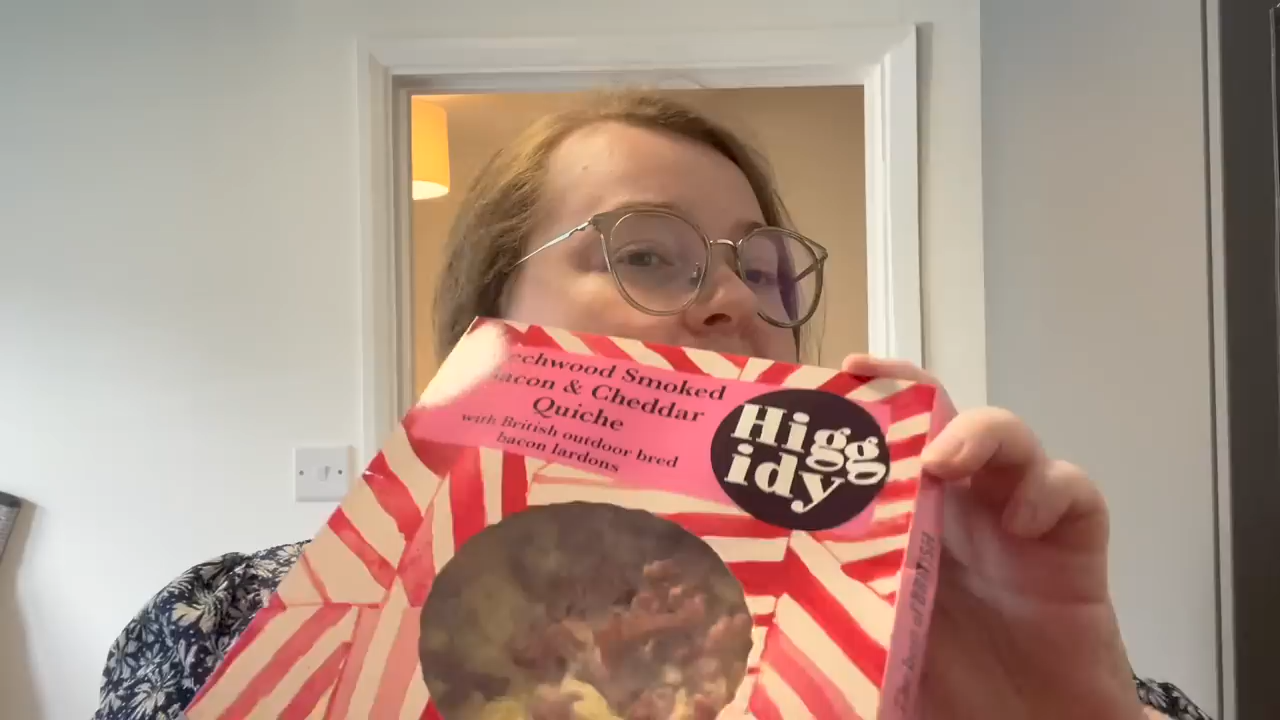 echwood Smoked
acon & Cheddar
Quiche
with British outdoor bred
bacon lardons
Higg
idy